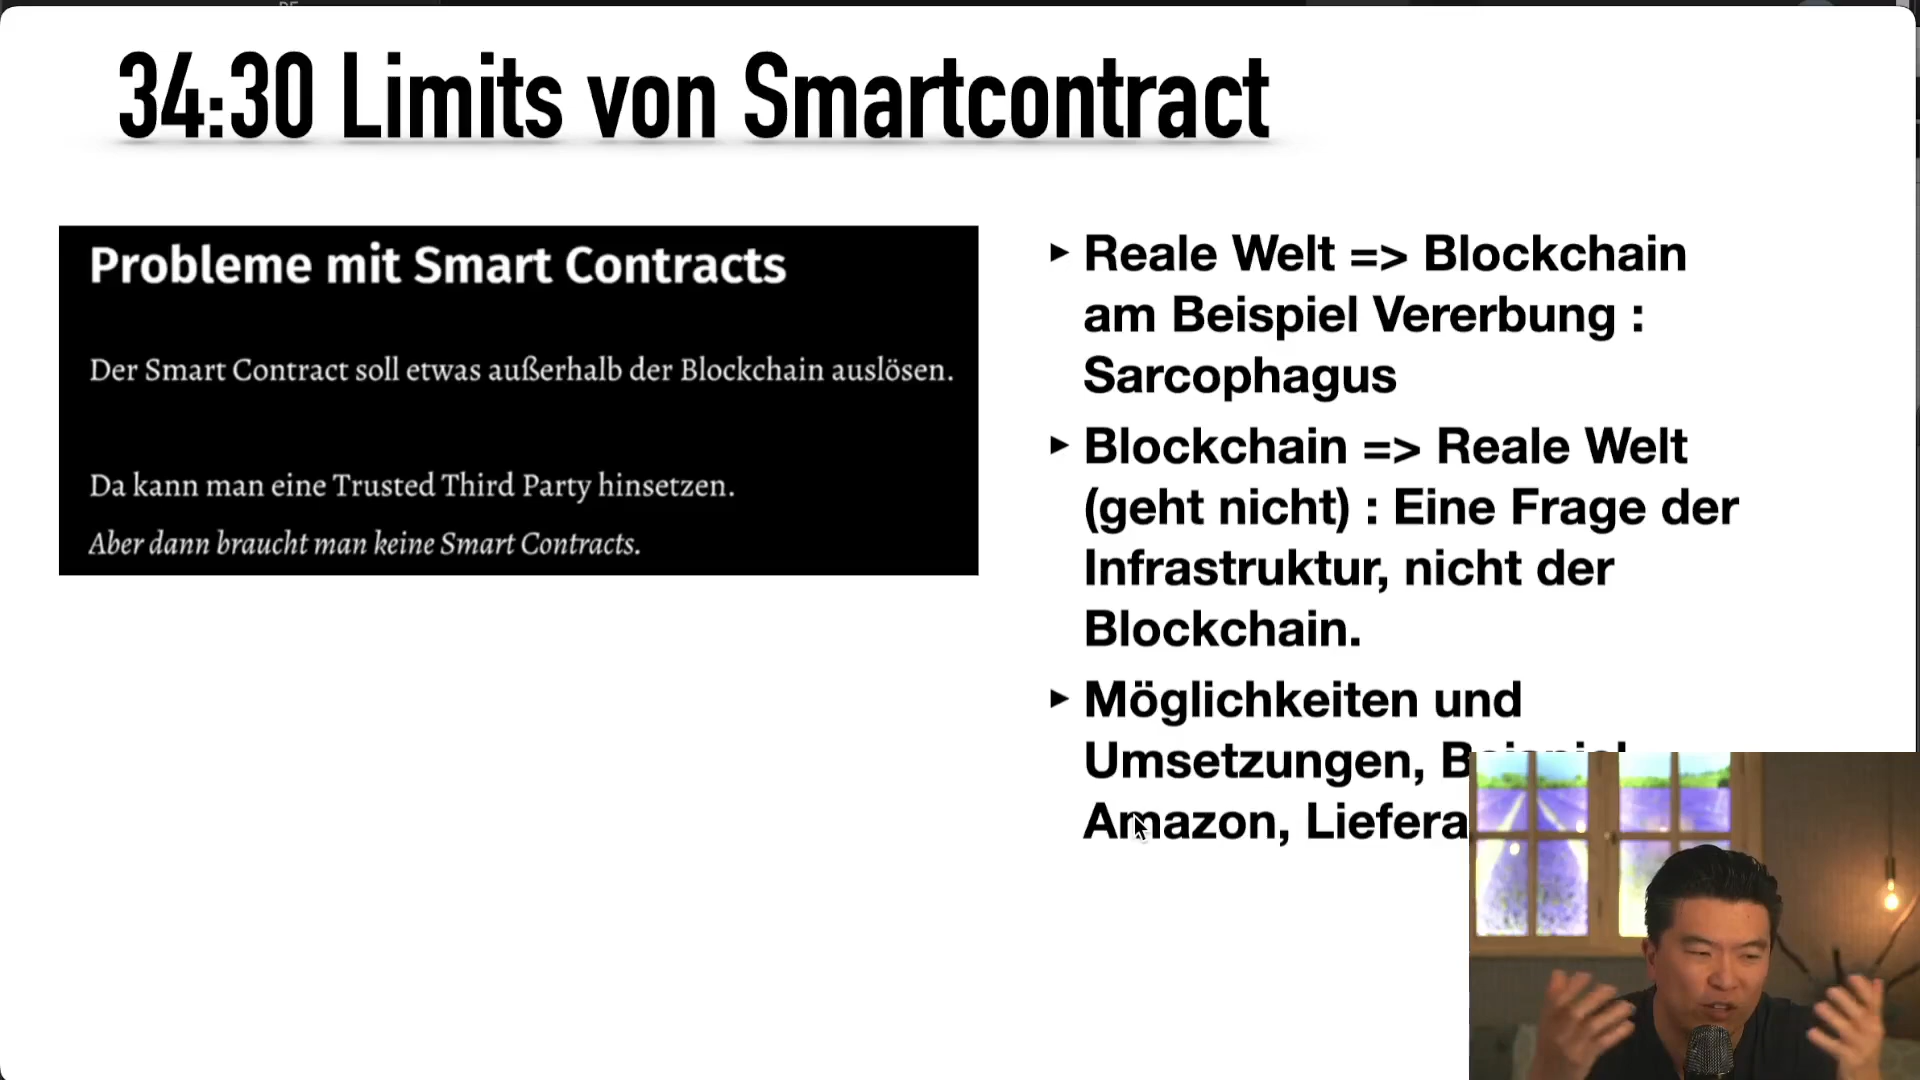 34:30 Limits von Smartcontract
Probleme mit Smart Contracts
Der Smart Contract soll etwas außerhalb der Blockchain auslösen.
Da kann man eine Trusted Third Party hinsetzen.
Aber dann braucht man keine Smart Contracts.
‣ Reale Welt => Blockchain
am Beispiel Vererbung :
Sarcophagus
‣ Blockchain => Reale Welt
(geht nicht) : Eine Frage der
Infrastruktur, nicht der
Blockchain.
‣ Möglichkeiten und
Umsetzungen,
Amazon,